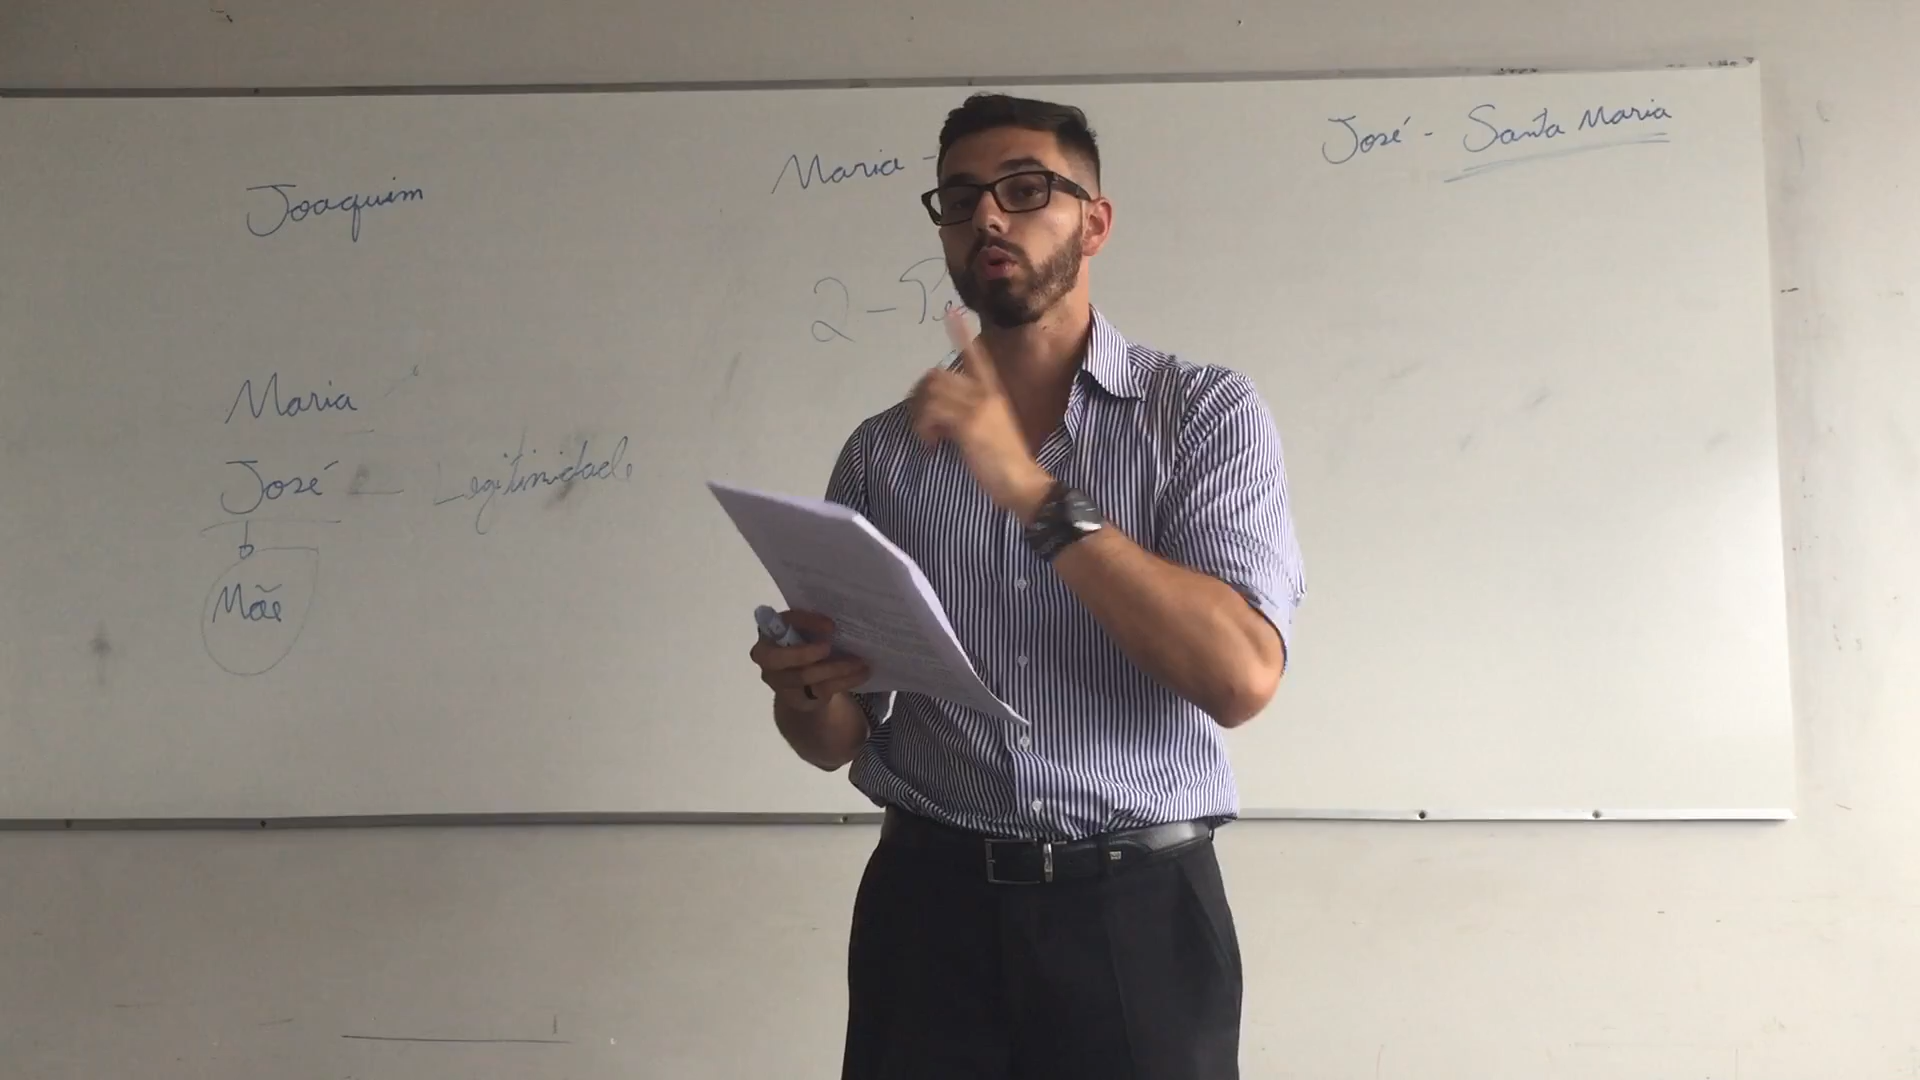 José - Santa Maria
Maria -
Joaquim
2 -
Maria
José - Legitimidade
Mãe